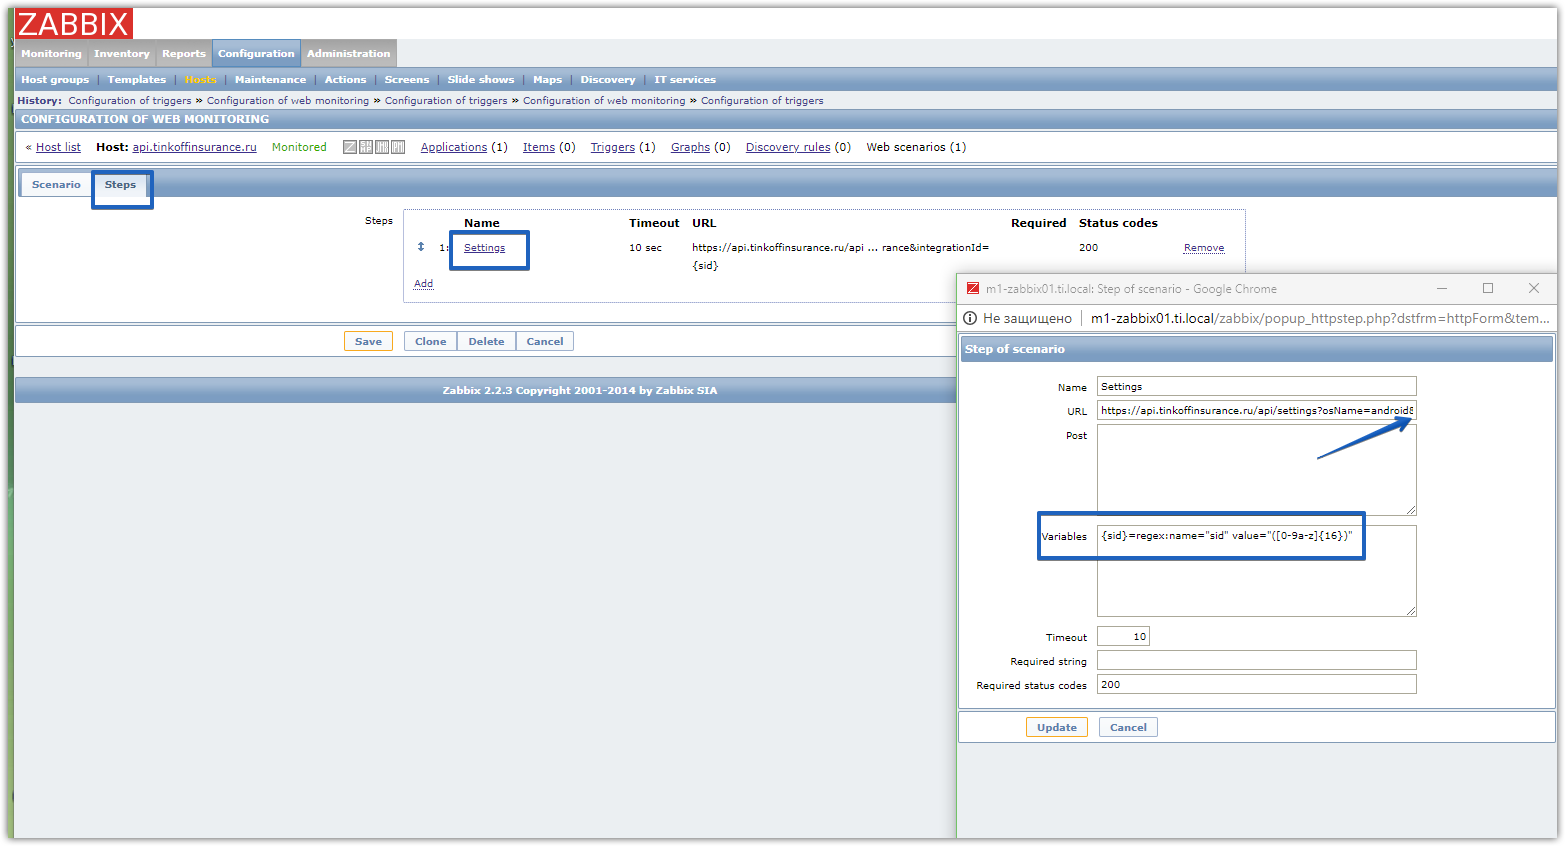 ZABBIX
Monitoring Inventory Reports Configuration Administration
Host groups | Templates | Hosts | Maintenance | Actions | Screens | Slide shows | Maps | Discovery | IT services
History: Configuration of triggers » Configuration of web monitoring » Configuration of triggers » Configuration of web monitoring » Configuration of triggers
CONFIGURATION OF WEB MONITORING
« Host list Host: api.tinkoffinsurance.ru Monitored Applications (1) Items (0) Triggers (1) Graphs (0) Discovery rules (0) Web scenarios (1)
Scenario Steps
Steps Name Timeout URL Required Status codes
1: Settings 10 sec https://api.tinkoffinsurance.ru/api ... rance&integrationId= 200 Remove
{sid}
Add
Save Clone Delete Cancel
Zabbix 2.2.3 Copyright 2001-2014 by Zabbix SIA
m1-zabbix01.ti.local: Step of scenario - Google Chrome
Не защищено m1-zabbix01.ti.local/zabbix/popup_httpstep.php?dstfrm=httpForm&tem...
Step of scenario
Name Settings
URL https://api.tinkoffinsurance.ru/api/settings?osName=android&
Post
Variables {sid}=regex:name="sid" value="([0-9a-z]{16})"
Timeout 10
Required string
Required status codes 200
Update Cancel